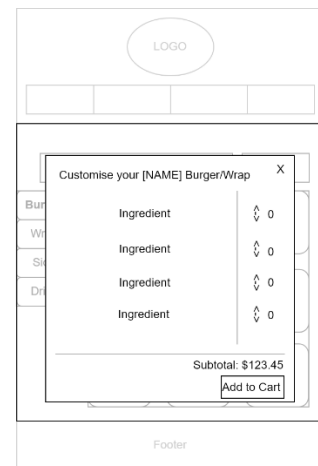 LOGO
Customise your [NAME] Burger/Wrap X
Ingredient 0
Ingredient 0
Ingredient 0
Ingredient 0
Subtotal: $123.45
Add to Cart
Bur
Wr
Si
Dri
Footer